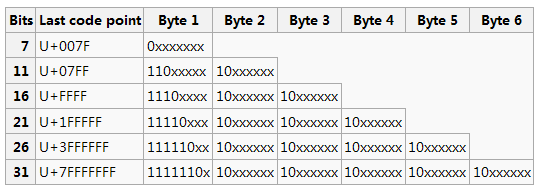 Bits Last code point Byte 1 Byte 2 Byte 3 Byte 4 Byte 5 Byte 6
7 U+007F 0xxxxxxx
11 U+07FF 110xxxxx 10xxxxxx
16 U+FFFF 1110xxxx 10xxxxxx 10xxxxxx
21 U+1FFFFF 11110xxx 10xxxxxx 10xxxxxx 10xxxxxx
26 U+3FFFFFF 111110xx 10xxxxxx 10xxxxxx 10xxxxxx 10xxxxxx
31 U+7FFFFFFF 1111110x 10xxxxxx 10xxxxxx 10xxxxxx 10xxxxxx 10xxxxxx